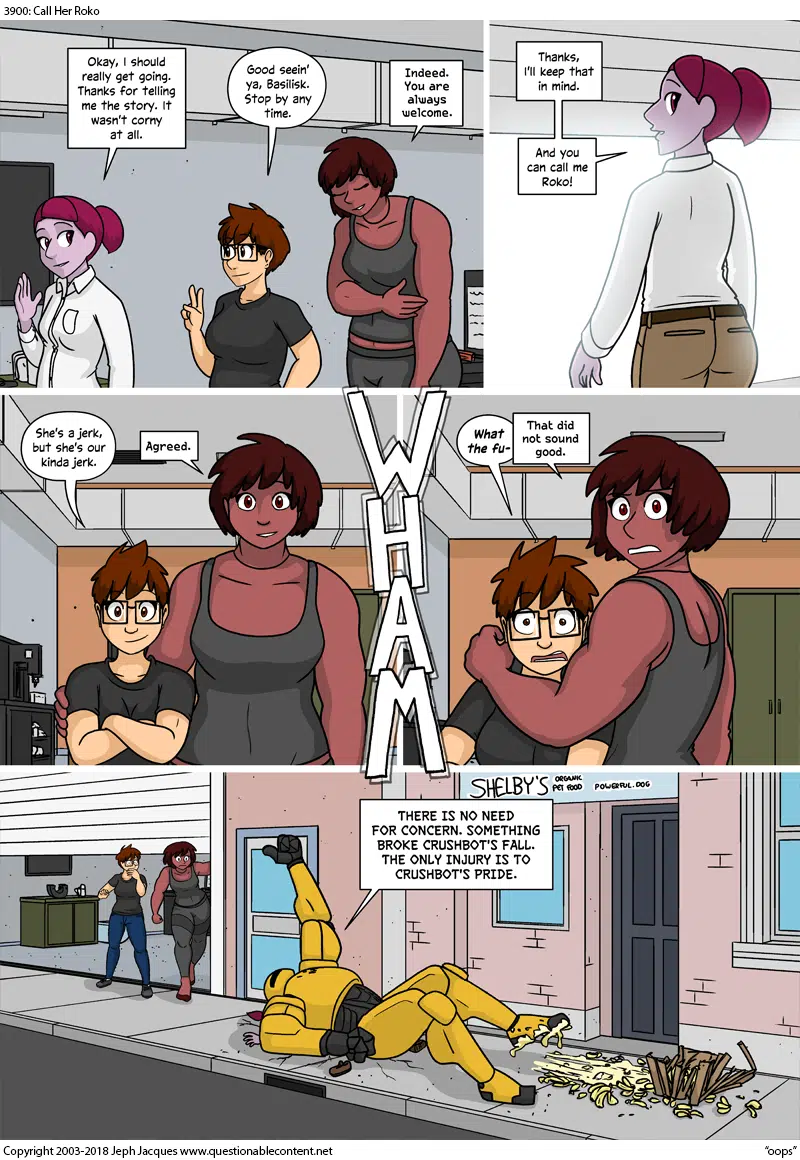 3900: Call Her Roko
Okay, I should
really get going.
Thanks for telling
me the story. It
wasn't corny
at all.
Good seein'
ya, Basilisk.
Stop by any
time.
Indeed.
You are
always
welcome.
Thanks,
I'll keep that
in mind.
And you
can call me
Roko!
She's a jerk,
but she's our
kinda jerk.
Agreed.
WHAM
What
the fu-
That did
not sound
good.
SHELBY'S
ORGANIC
PET FOOD
POWERFUL.DOG
THERE IS NO NEED
FOR CONCERN. SOMETHING
BROKE CRUSHBOT'S FALL.
THE ONLY INJURY IS TO
CRUSHBOT'S PRIDE.
Copyright 2003-2018 Jeph Jacques www.questionablecontent.net
"oops"